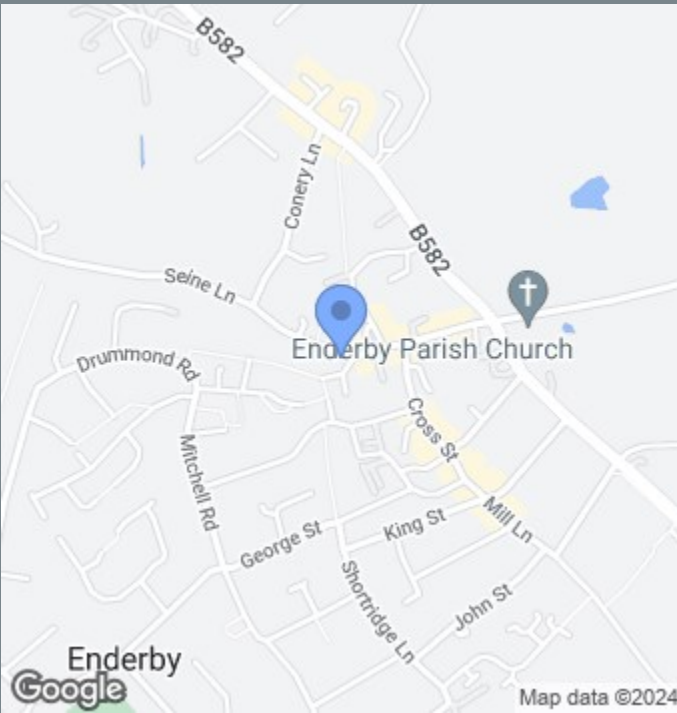 B582
Conery Ln
B582
Seine Ln
Enderby Parish Church
Drummond Rd
Cross St
Mitchell Rd
Mill Ln
King St
George St
Shortridge Ln
John St
Enderby
Google
Map data ©2024